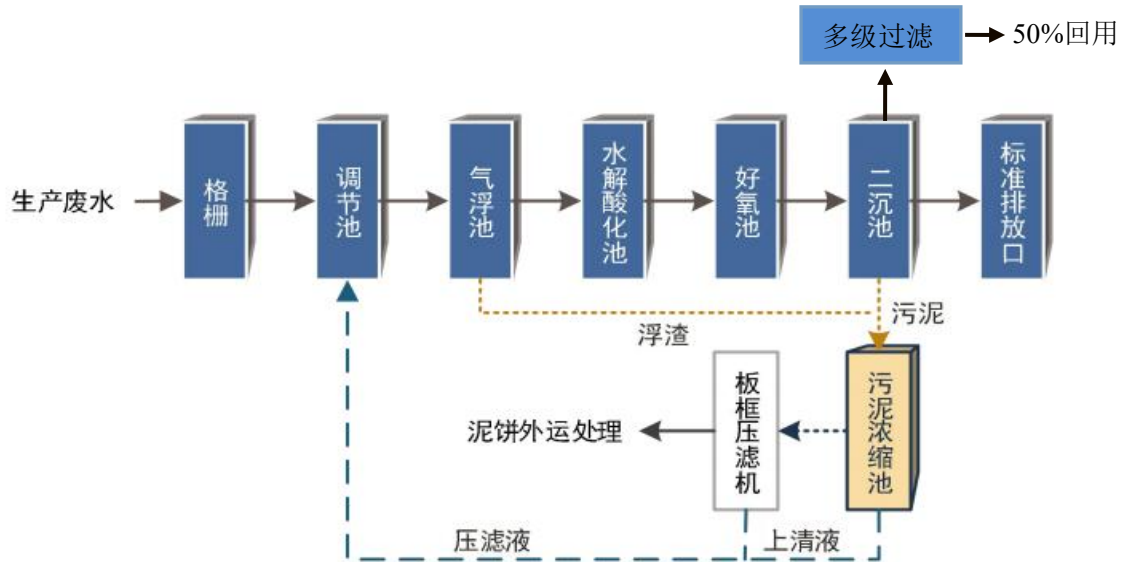 多级过滤
50%回用
生产废水
格栅
调节池
气浮池
水解酸化池
好氧池
二沉池
标准排放口
浮渣
污泥
泥饼外运处理
板框压滤机
污泥浓缩池
压滤液
上清液